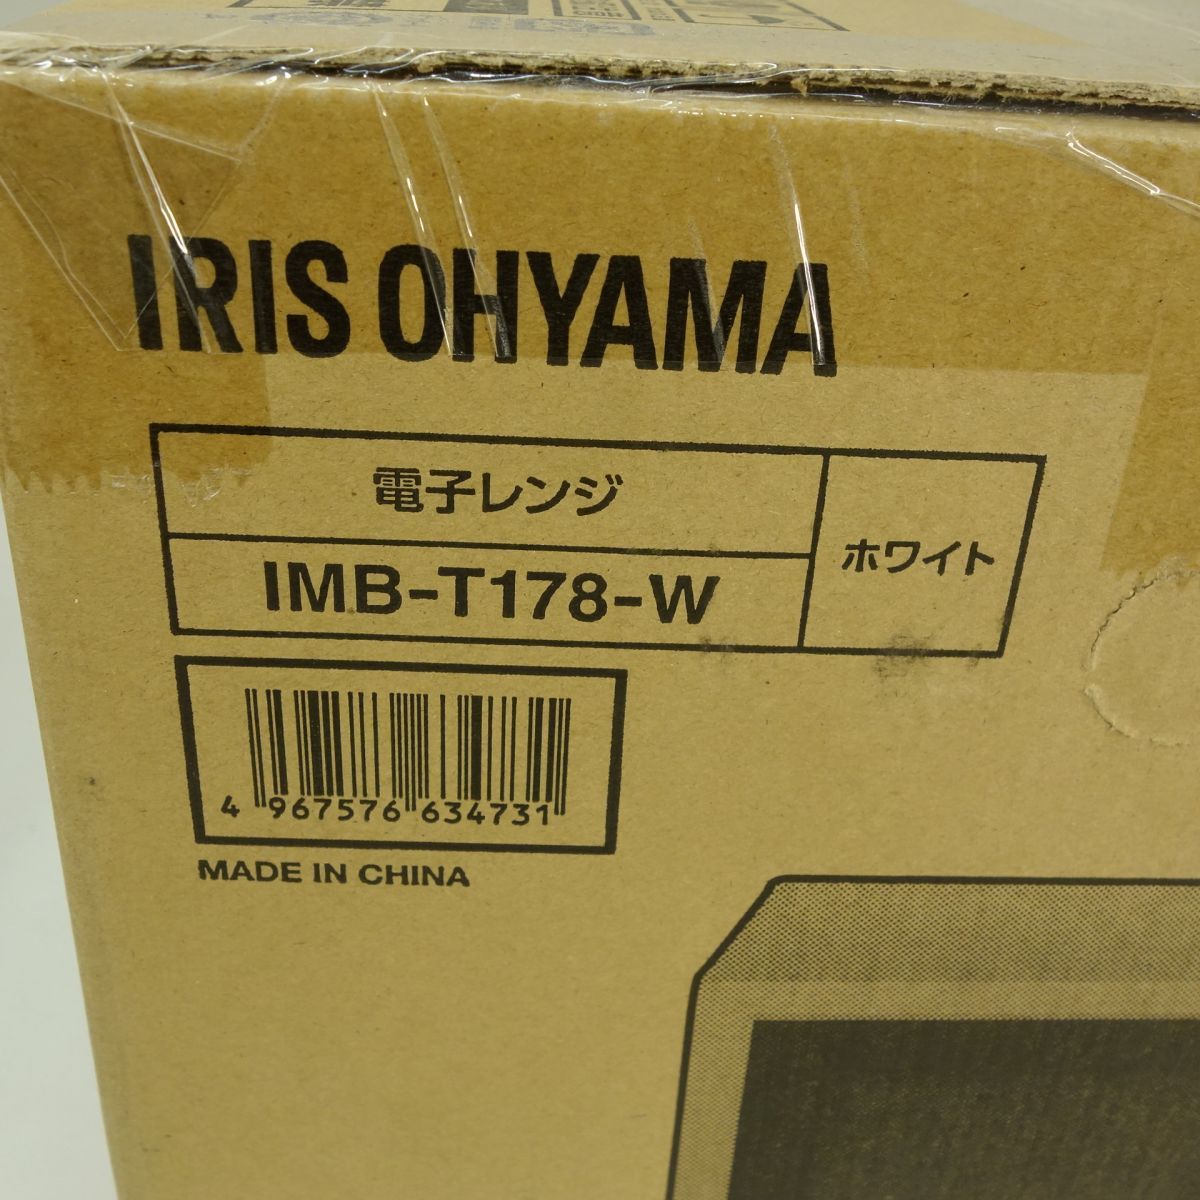 IRIS OHYAMA
電子レンジ
ホワイト
IMB-T178-W
4 967576 634731
MADE IN CHINA